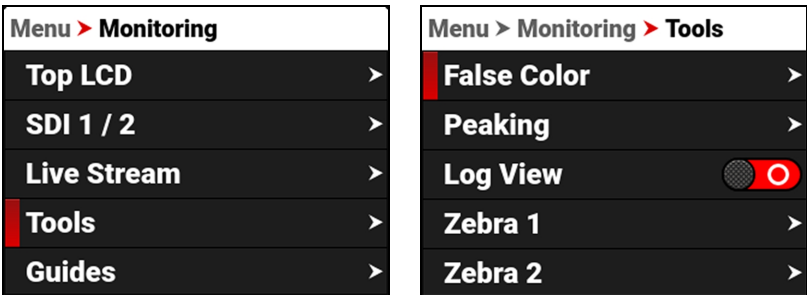 Menu ➤ Monitoring
Top LCD
SDI 1 / 2
Live Stream
Tools
Guides
Menu ➤ Monitoring ➤ Tools
False Color
Peaking
Log View
Zebra 1
Zebra 2